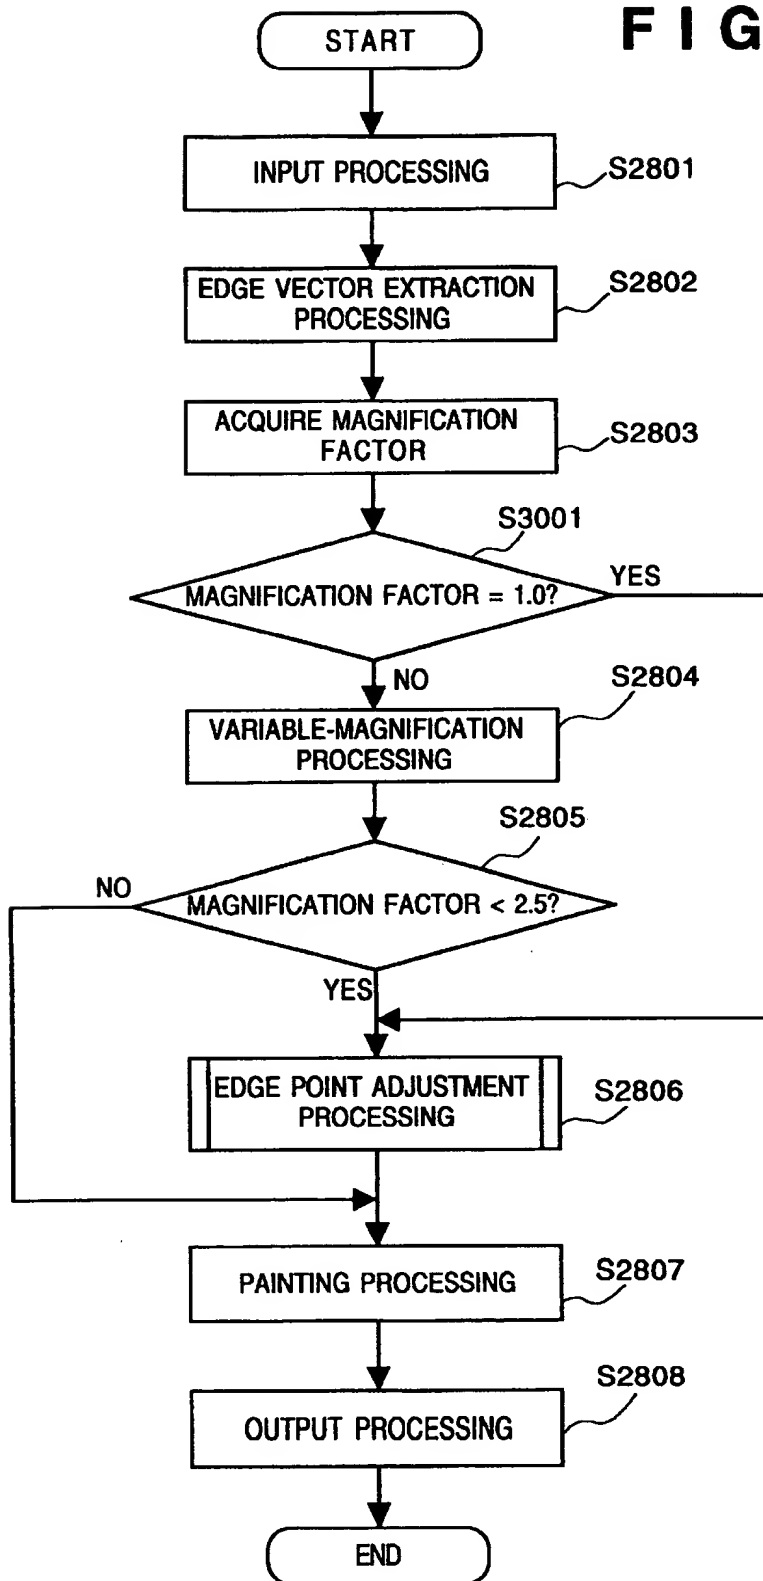 FIG
START
INPUT PROCESSING
S2801
EDGE VECTOR EXTRACTION
PROCESSING
S2802
ACQUIRE MAGNIFICATION
FACTOR
S2803
S3001
MAGNIFICATION FACTOR = 1.0?
YES
NO
S2804
VARIABLE-MAGNIFICATION
PROCESSING
S2805
NO
MAGNIFICATION FACTOR < 2.5?
YES
EDGE POINT ADJUSTMENT
PROCESSING
S2806
PAINTING PROCESSING
S2807
S2808
OUTPUT PROCESSING
END